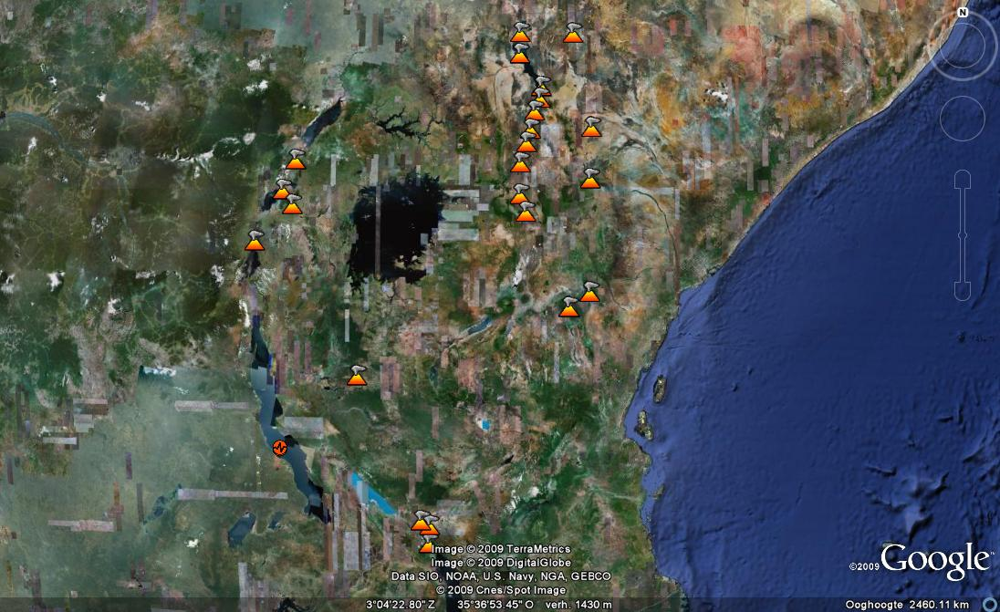 N
Image © 2009 TerraMetrics
Image © 2009 DigitalGlobe
Data SIO, NOAA, U.S. Navy, NGA, GEBCO
© 2009 Cnes/Spot Image
©2009 Google
3°04'22.80" Z 35°36'53.45" O verh. 1430 m
Ooghoogte 2460.11 km